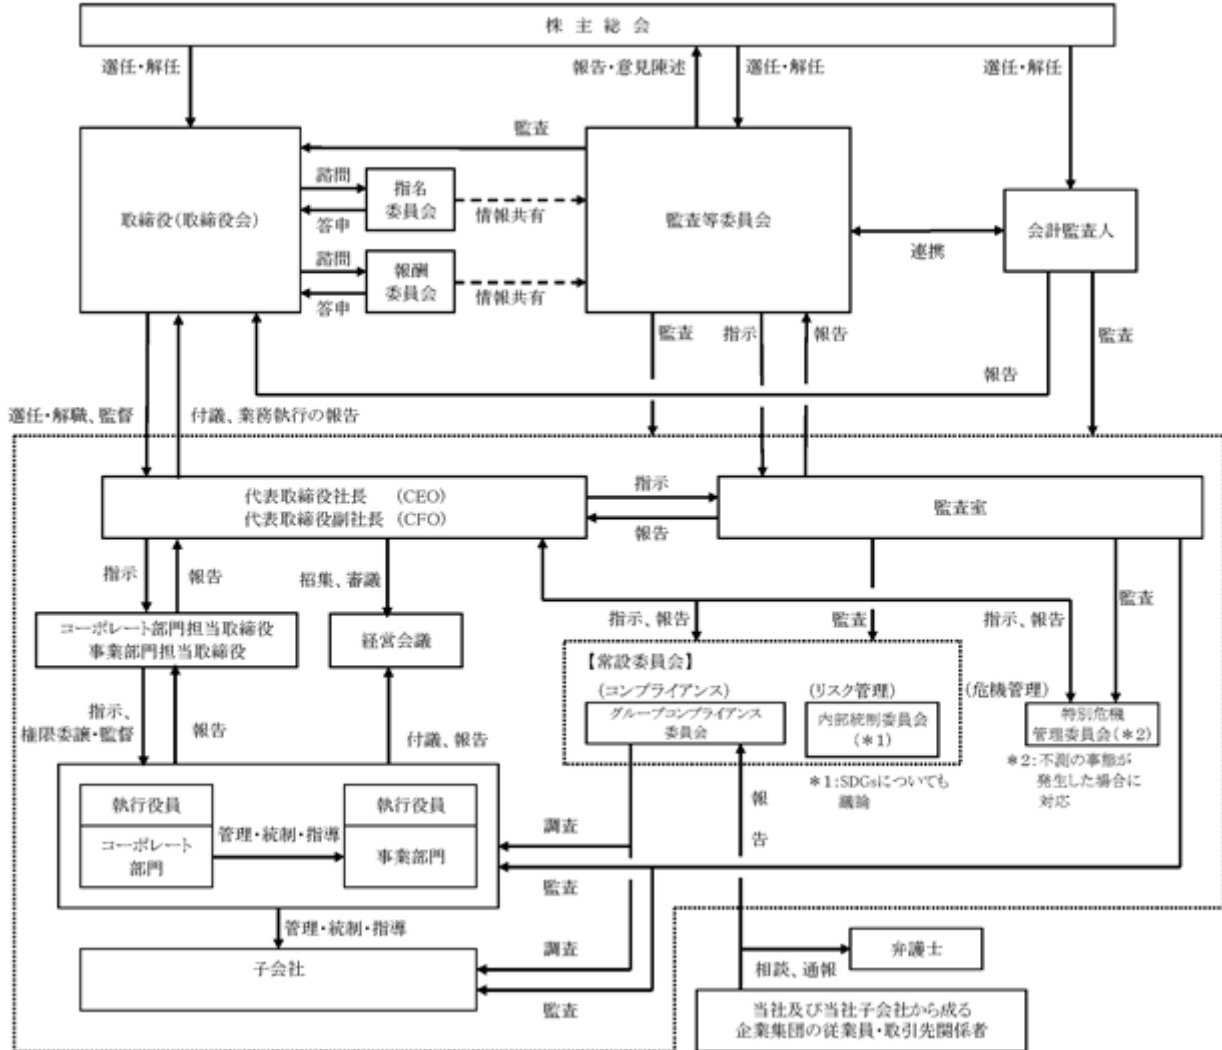 株 主 総 会
選任・解任
報告・意見陳述
選任・解任
選任・解任
監査
取締役(取締役会)
諮問
指名
委員会
答申
情報共有
諮問
報酬
委員会
答申
情報共有
監査等委員会
連携
会計監査人
監査
指示
報告
報告
監査
選任・解職、監督
付議、業務執行の報告
代表取締役社長 (CEO)
代表取締役副社長 (CFO)
指示
報告
監査室
指示
報告
招集、審議
コーポレート部門担当取締役
事業部門担当取締役
経営会議
指示、報告
監査
指示、報告
監査
【常設委員会】
(コンプライアンス)
グループコンプライアンス
委員会
(リスク管理)
内部統制委員会
(*1)
(危機管理)
特別危機
管理委員会(*2)
*1:SDGsについても
議論
*2:不測の事態が
発生した場合に
対応
指示、
権限委譲・監督
報告
付議、報告
執行役員
コーポレート
部門
管理・統制・指導
執行役員
事業部門
調査
監査
報
告
管理・統制・指導
子会社
調査
監査
相談、通報
弁護士
当社及び当社子会社から成る
企業集団の従業員・取引先関係者